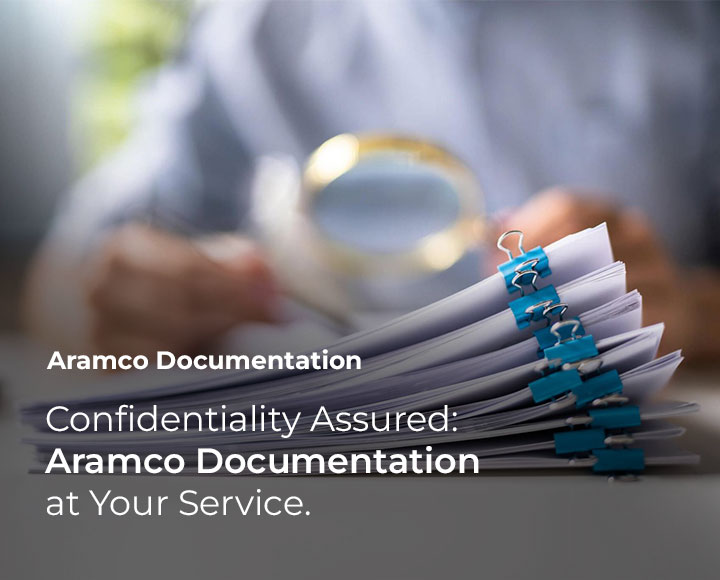 Aramco Documentation
Confidentiality Assured:
Aramco Documentation
at Your Service.